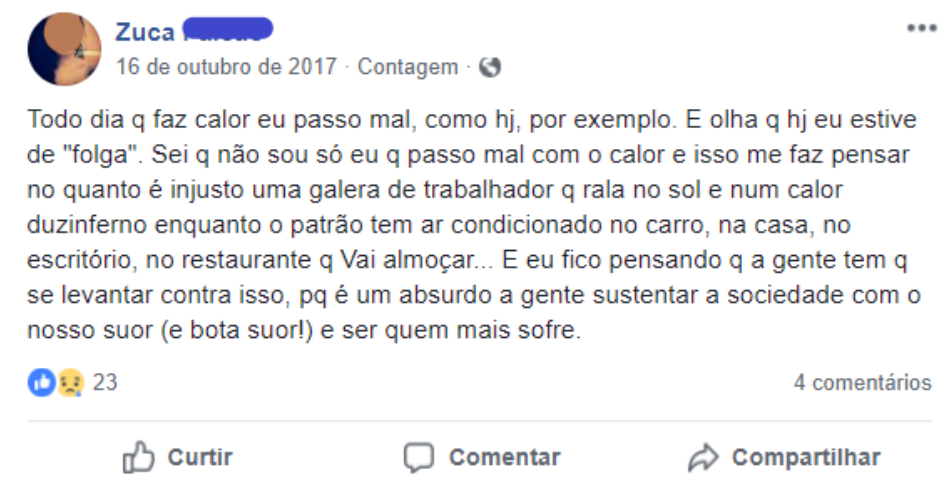 Zuca
16 de outubro de 2017 · Contagem ·
Todo dia q faz calor eu passo mal, como hj, por exemplo. E olha q hj eu estive
de "folga". Sei q não sou só eu q passo mal com o calor e isso me faz pensar
no quanto é injusto uma galera de trabalhador q rala no sol e num calor
duzinferno enquanto o patrão tem ar condicionado no carro, na casa, no
escritório, no restaurante q Vai almoçar... E eu fico pensando q a gente tem q
se levantar contra isso, pq é um absurdo a gente sustentar a sociedade com o
nosso suor (e bota suor!) e ser quem mais sofre.
23 4 comentários
Curtir Comentar Compartilhar